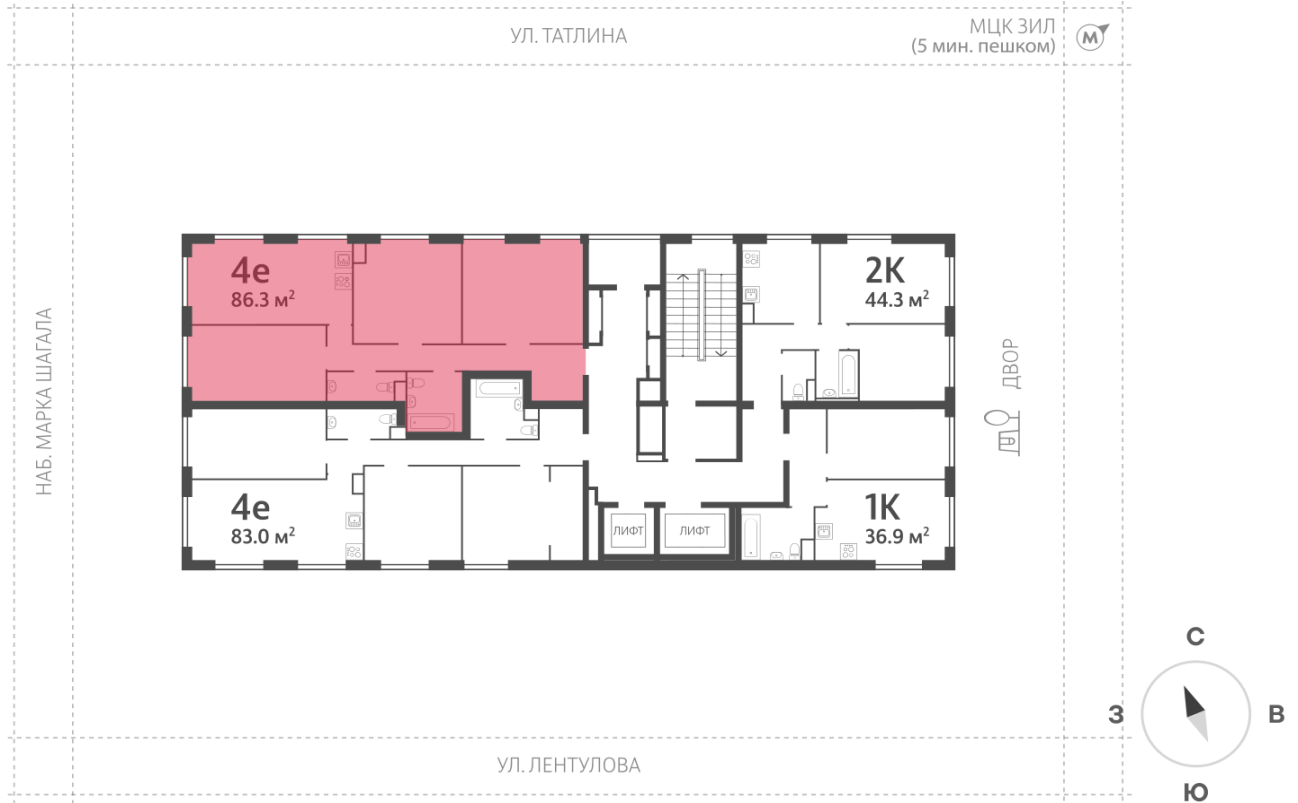 УЛ. ТАТЛИНА
МЦК ЗИЛ
(5 мин. пешком)
М
4е
86.3 м²
2К
44.3 м²
НАБ. МАРКА ШАГАЛА
ДВОР
4е
83.0 м²
ЛИФТ
ЛИФТ
1К
36.9 м²
УЛ. ЛЕНТУЛОВА
С
З
В
Ю